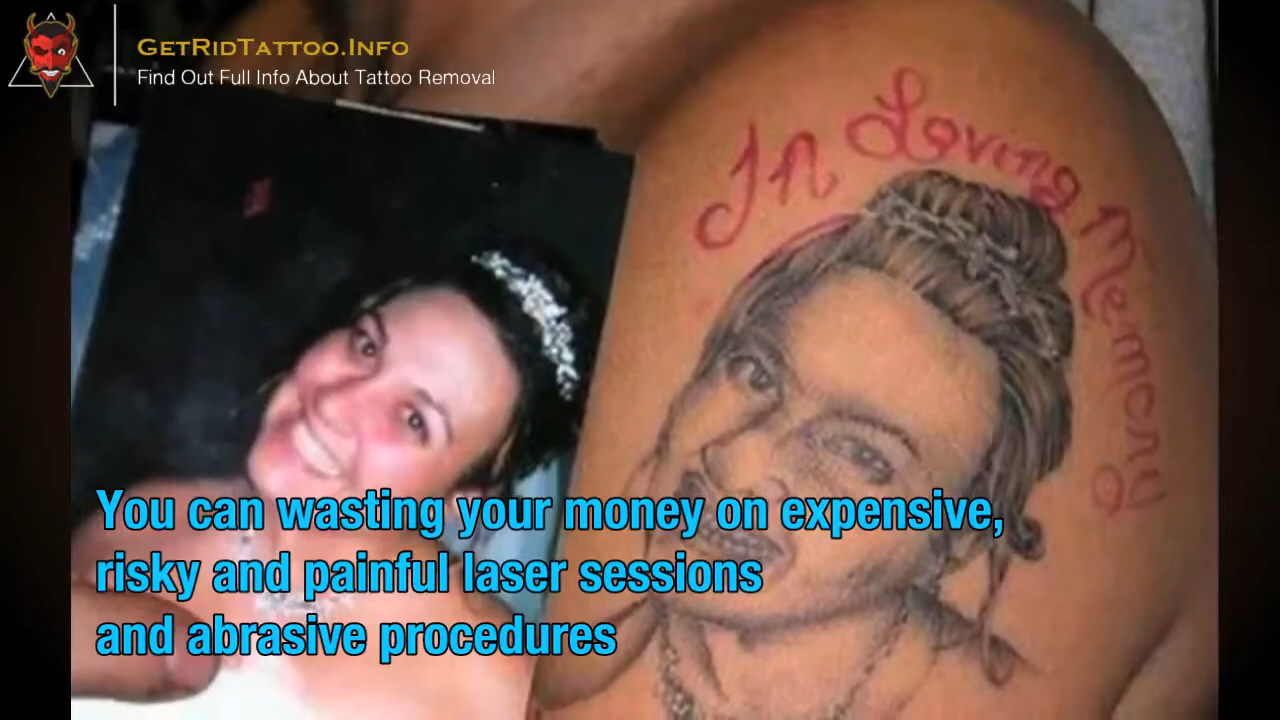 GetRidTattoo.Info
Find Out Full Info About Tattoo Removal
In Loving Memory
You can wasting your money on expensive,
risky and painful laser sessions
and abrasive procedures